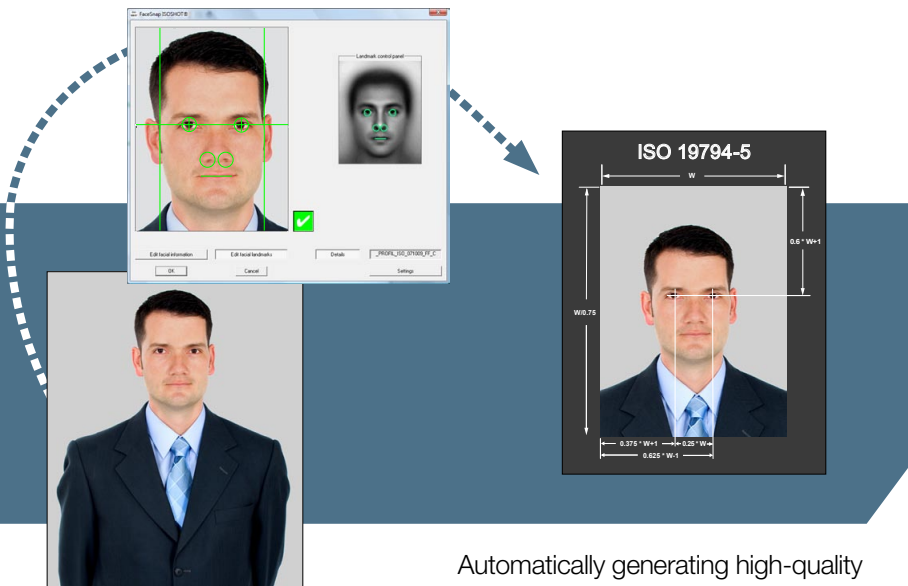 FaceSnap ISOSHOT®
Landmark control panel
Edit facial information
Edit facial landmarks
Details
_PROFIL_ISO_071009_FF_C
OK
Cancel
Settings
ISO 19794-5
W
0.6 * W+1
W/0.75
0.375 * W+1
0.25* W
0.625 * W-1
Automatically generating high-quality